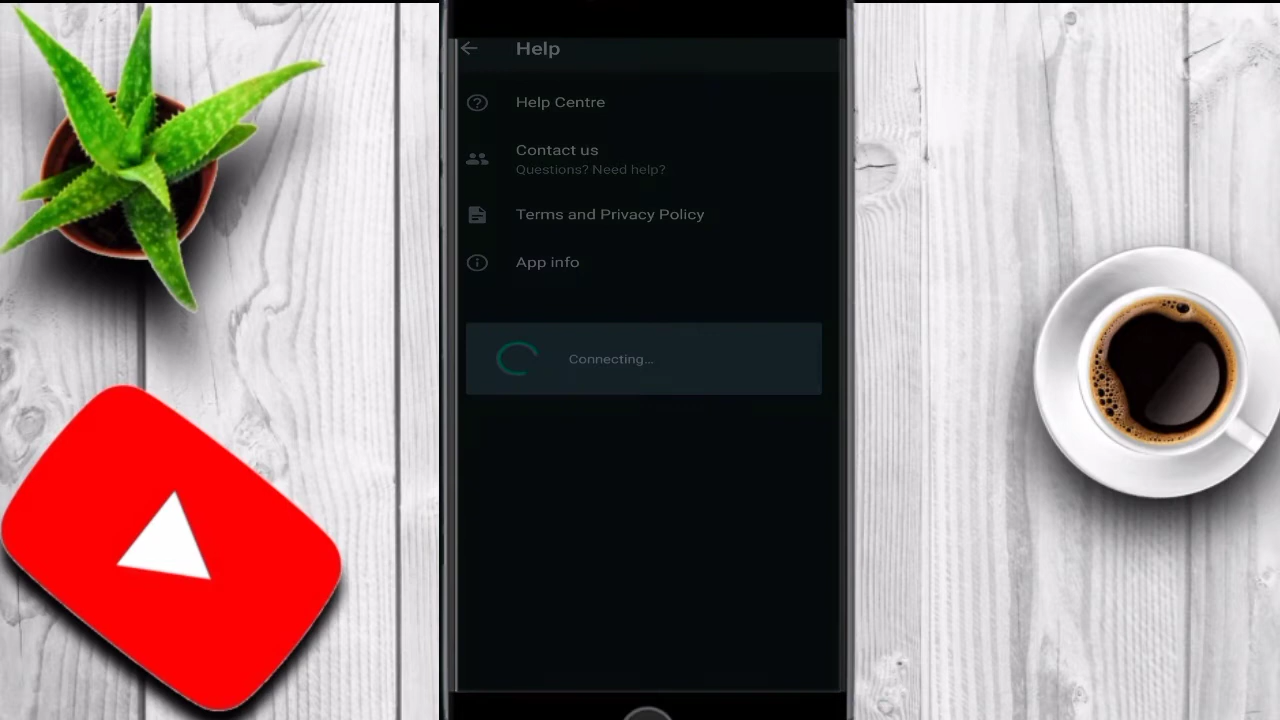 Help
Help Centre
Contact us
Questions? Need help?
Terms and Privacy Policy
App info
Connecting...